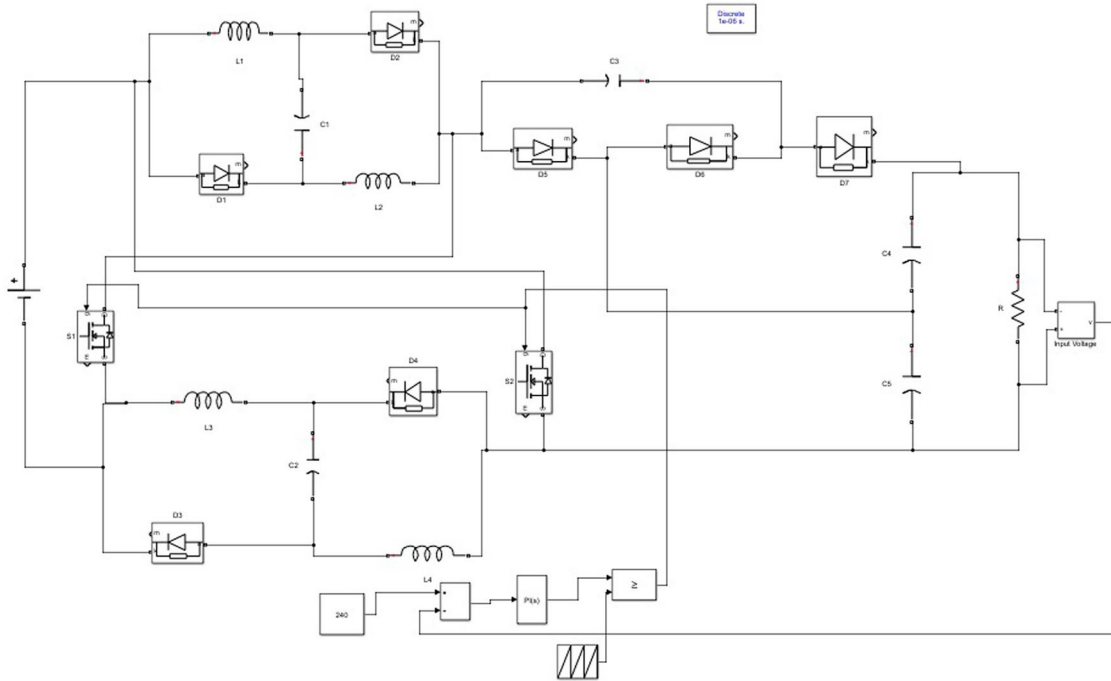 Discrete
1e-06 s.
m
D2
L1
C3
C1
m
D5
m
D6
m
D7
m
D1
L2
C4
R
v
Input Voltage
S1
E
D4
m
S2
E
C5
L3
C2
D3
m
L4
240
PI(s)
≥